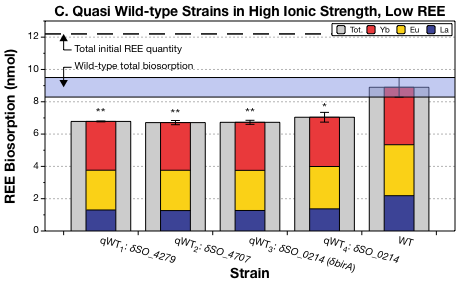 C. Quasi Wild-type Strains in High Ionic Strength, Low REE
Tot. Yb Eu La
Total initial REE quantity
Wild-type total biosorption
REE Biosorption (nmol)
12
10
8
6
4
2
0
** ** ** *
qWT1: δSO_4279
qWT2: δSO_4707
qWT3: δSO_0214 (δbirA)
qWT4: δSO_0214
WT
Strain